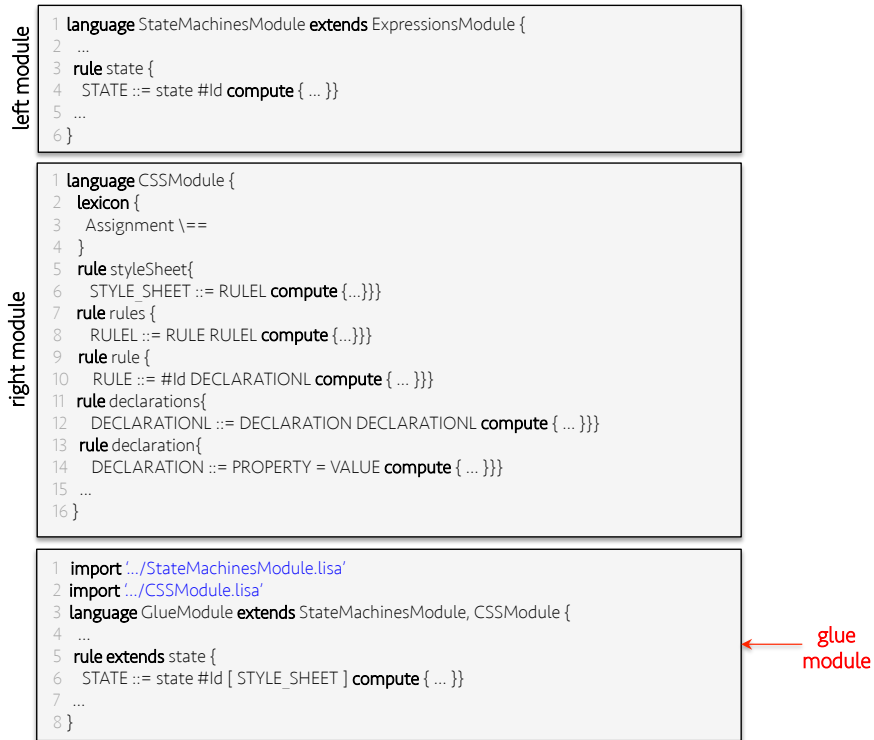 left module
1 language StateMachinesModule extends ExpressionsModule {
2 ...
3 rule state {
4 STATE ::= state #Id compute { ... }}
5 ...
6 }
right module
1 language CSSModule {
2 lexicon {
3 Assignment \==
4 }
5 rule styleSheet{
6 STYLE_SHEET ::= RULEL compute {...}}}
7 rule rules {
8 RULEL ::= RULE RULEL compute {...}}}
9 rule rule {
10 RULE ::= #Id DECLARATIONL compute { ... }}}
11 rule declarations{
12 DECLARATIONL ::= DECLARATION DECLARATIONL compute { ... }}}
13 rule declaration{
14 DECLARATION ::= PROPERTY = VALUE compute { ... }}}
15 ...
16 }
1 import '.../StateMachinesModule.lisa'
2 import '.../CSSModule.lisa'
3 language GlueModule extends StateMachinesModule, CSSModule {
4 ...
5 rule extends state {
6 STATE ::= state #Id [ STYLE_SHEET ] compute { ... }}
7 ...
8 }
glue
module